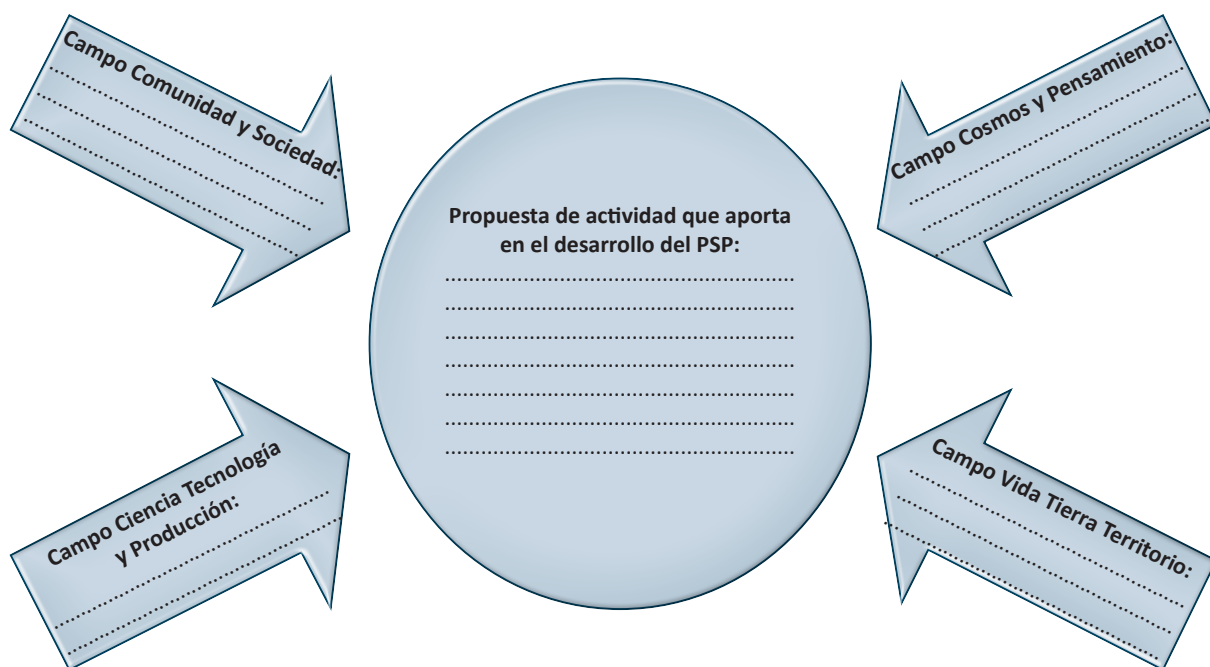 Campo Comunidad y Sociedad:
................................................
................................................
................................................
Campo Cosmos y Pensamiento:
................................................
................................................
................................................
Propuesta de actividad que aporta
en el desarrollo del PSP:
................................................
................................................
................................................
................................................
................................................
................................................
................................................
Campo Ciencia Tecnología
y Producción:
................................................
................................................
................................................
Campo Vida Tierra Territorio:
................................................
................................................
................................................